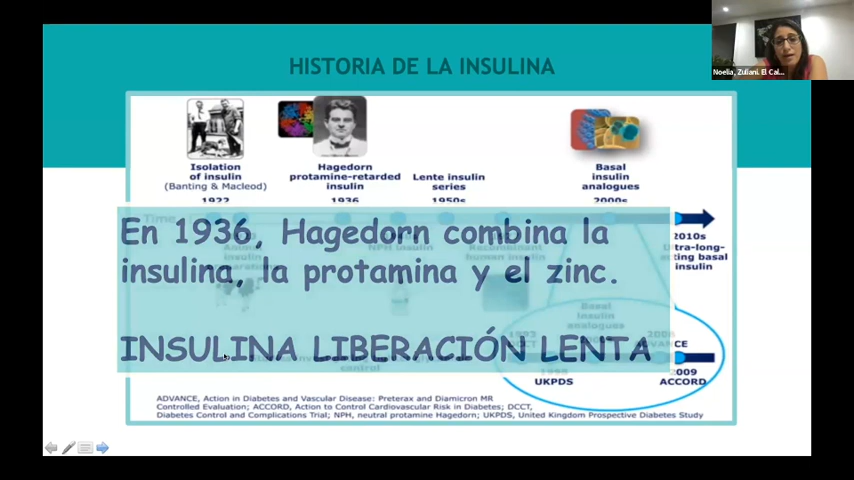 HISTORIA DE LA INSULINA
Noelia, Zuliani. El Cal...
Isolation
of insulin
(Banting & Macleod)
1922
Hagedorn
protamine-retarded
insulin
1936
Lente insulin
series
1950s
Basal
insulin
analogues
2000s
En 1936, Hagedorn combina la
insulina, la protamina y el zinc.
INSULINA LIBERACIÓN LENTA
2010s
insulin
UKPDS
2009
ACCORD
ADVANCE, Action in Diabetes and Vascular Disease: Preterax and Diamicron MR
Controlled Evaluation; ACCORD, Action to Control Cardiovascular Risk in Diabetes; DCCT,
Diabetes Control and Complications Trial; NPH, neutral protamine Hagedorn; UKPDS, United Kingdom Prospective Diabetes Study